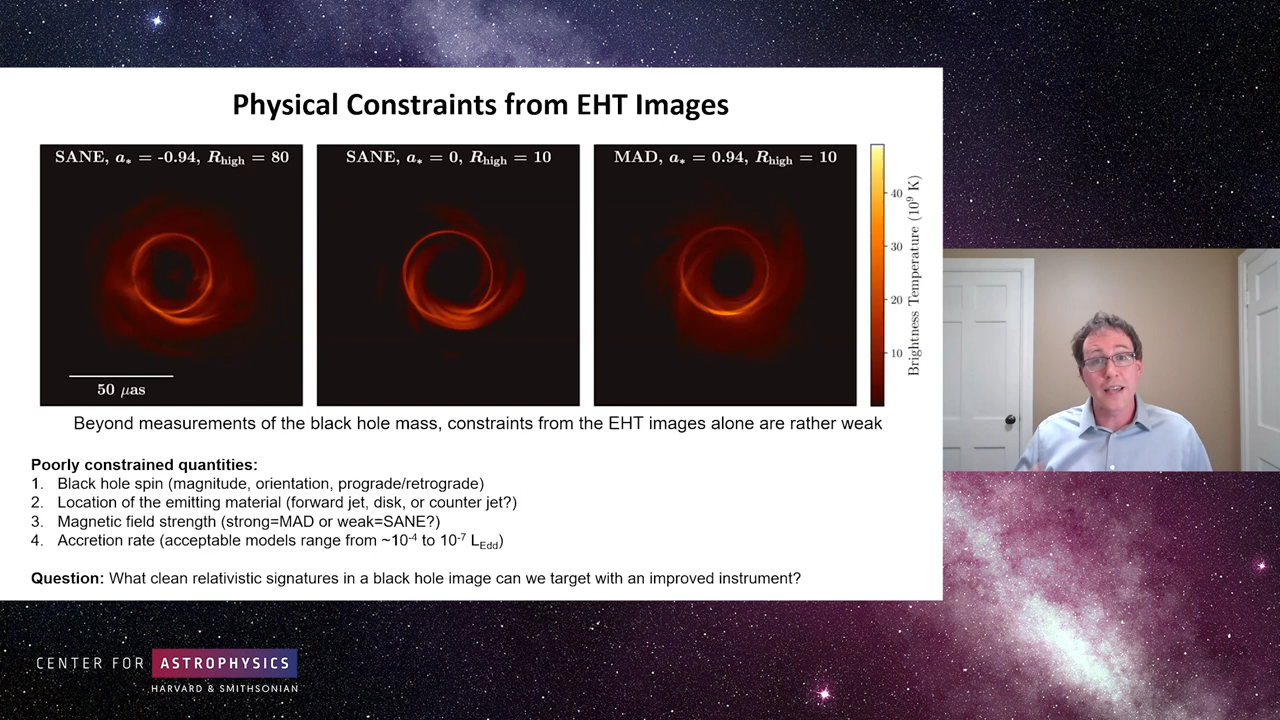 Physical Constraints from EHT Images
SANE, a* = -0.94, Rhigh = 80
SANE, a* = 0, Rhigh = 10
MAD, a* = 0.94, Rhigh = 10
40
30
20
10
Brightness Temperature (10⁹ K)
50 μas
Beyond measurements of the black hole mass, constraints from the EHT images alone are rather weak
Poorly constrained quantities:
1. Black hole spin (magnitude, orientation, prograde/retrograde)
2. Location of the emitting material (forward jet, disk, or counter jet?)
3. Magnetic field strength (strong=MAD or weak=SANE?)
4. Accretion rate (acceptable models range from ~10⁻⁴ to 10⁻⁷ LEdd)
Question: What clean relativistic signatures in a black hole image can we target with an improved instrument?
CENTER FOR ASTROPHYSICS
HARVARD & SMITHSONIAN